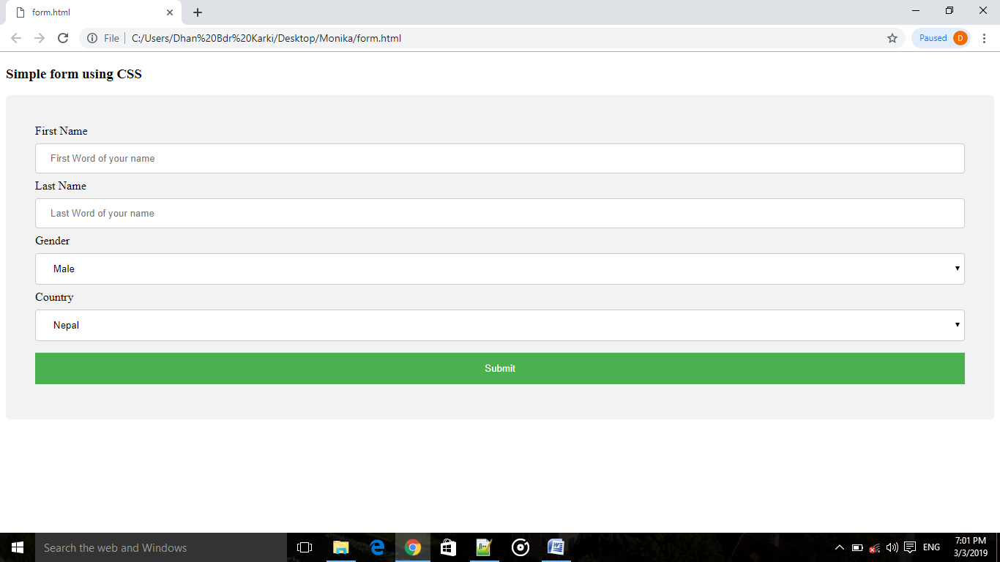 form.html
File C:/Users/Dhan%20Bdr%20Karki/Desktop/Monika/form.html Paused D
Simple form using CSS
First Name
First Word of your name
Last Name
Last Word of your name
Gender
Male
Country
Nepal
Submit
Search the web and Windows
ENG
7:01 PM
3/3/2019